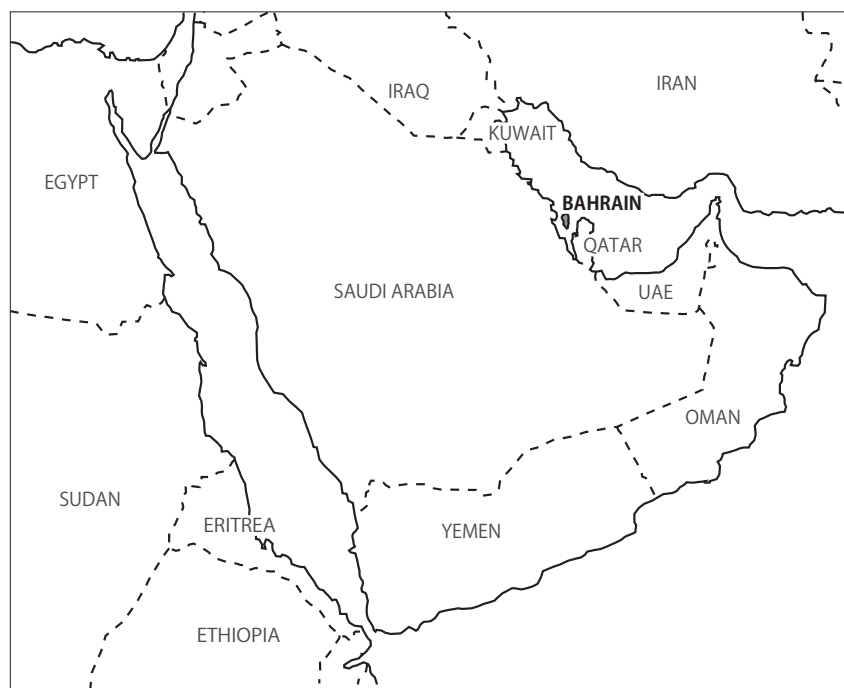 IRAQ
IRAN
KUWAIT
EGYPT
BAHRAIN
QATAR
SAUDI ARABIA
UAE
OMAN
SUDAN
ERITREA
YEMEN
ETHIOPIA